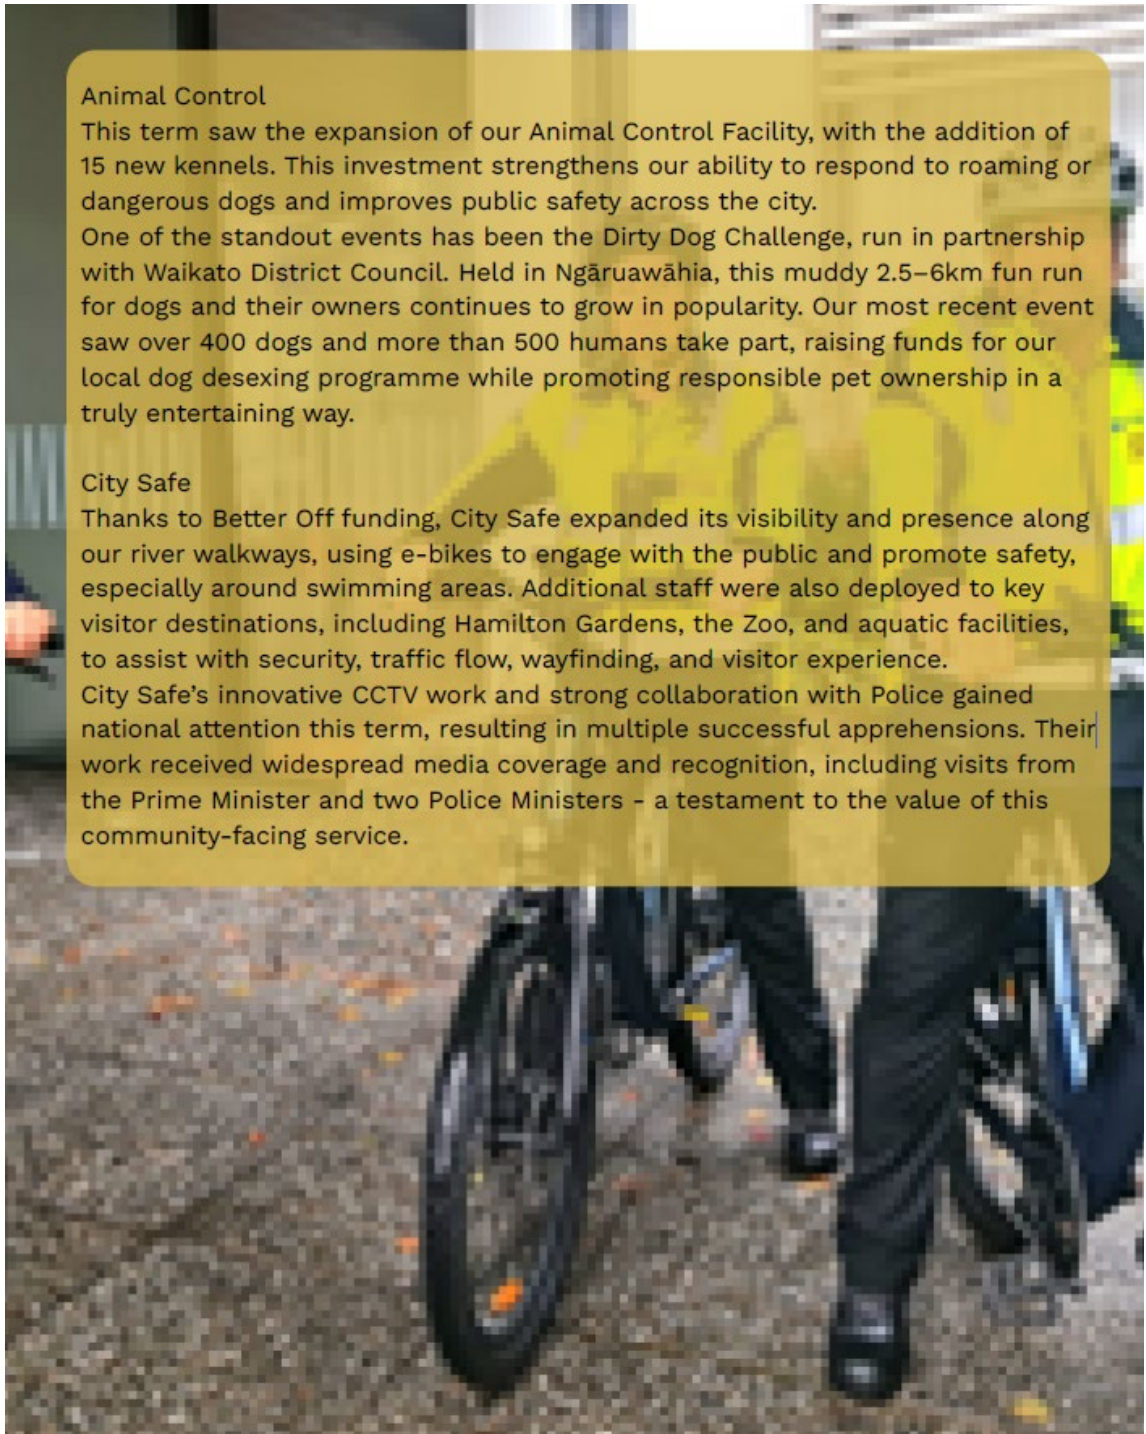 Animal Control
This term saw the expansion of our Animal Control Facility, with the addition of
15 new kennels. This investment strengthens our ability to respond to roaming or
dangerous dogs and improves public safety across the city.
One of the standout events has been the Dirty Dog Challenge, run in partnership
with Waikato District Council. Held in Ngāruawāhia, this muddy 2.5–6km fun run
for dogs and their owners continues to grow in popularity. Our most recent event
saw over 400 dogs and more than 500 humans take part, raising funds for our
local dog desexing programme while promoting responsible pet ownership in a
truly entertaining way.

City Safe
Thanks to Better Off funding, City Safe expanded its visibility and presence along
our river walkways, using e-bikes to engage with the public and promote safety,
especially around swimming areas. Additional staff were also deployed to key
visitor destinations, including Hamilton Gardens, the Zoo, and aquatic facilities,
to assist with security, traffic flow, wayfinding, and visitor experience.
City Safe’s innovative CCTV work and strong collaboration with Police gained
national attention this term, resulting in multiple successful apprehensions. Their
work received widespread media coverage and recognition, including visits from
the Prime Minister and two Police Ministers - a testament to the value of this
community-facing service.